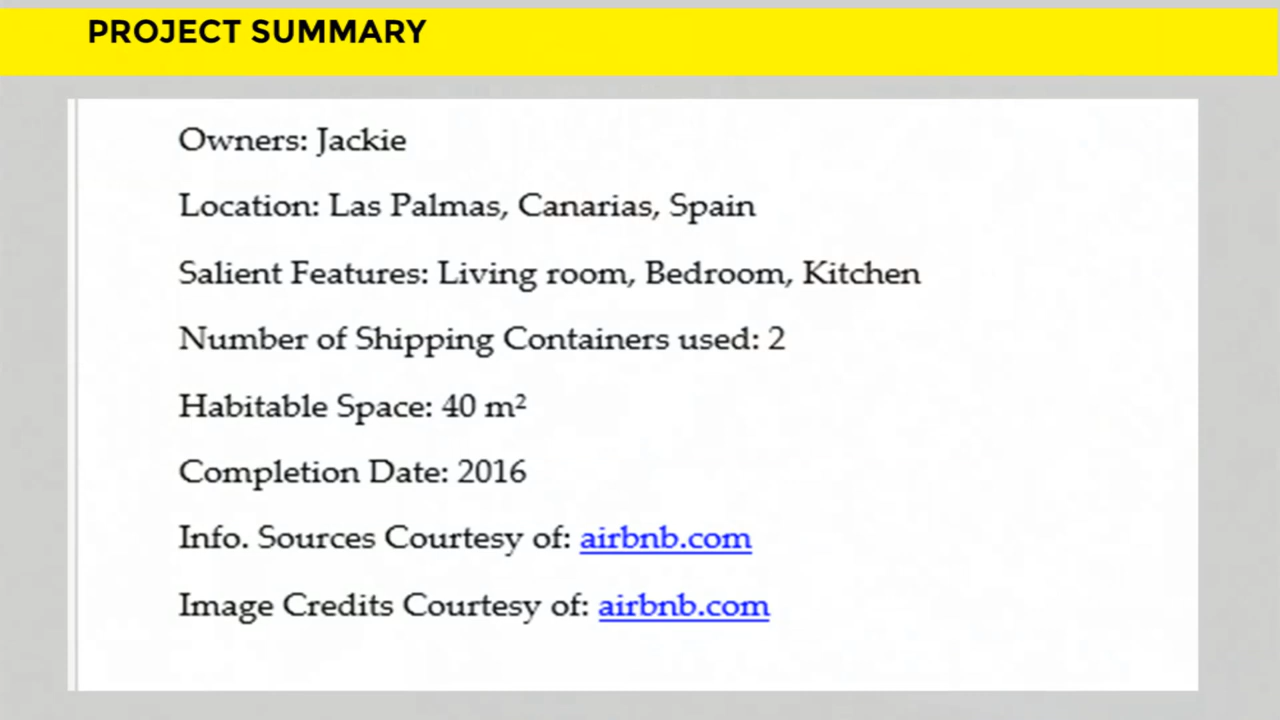 PROJECT SUMMARY
Owners: Jackie
Location: Las Palmas, Canarias, Spain
Salient Features: Living room, Bedroom, Kitchen
Number of Shipping Containers used: 2
Habitable Space: 40 m²
Completion Date: 2016
Info. Sources Courtesy of: airbnb.com
Image Credits Courtesy of: airbnb.com